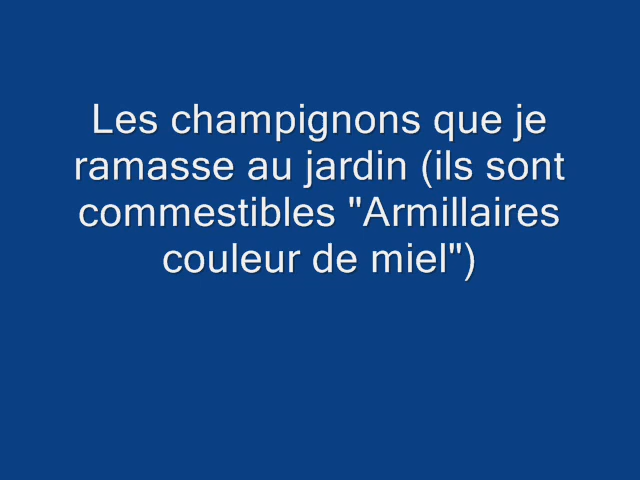 Les champignons que je
ramasse au jardin (ils sont
commestibles "Armillaires
couleur de miel")